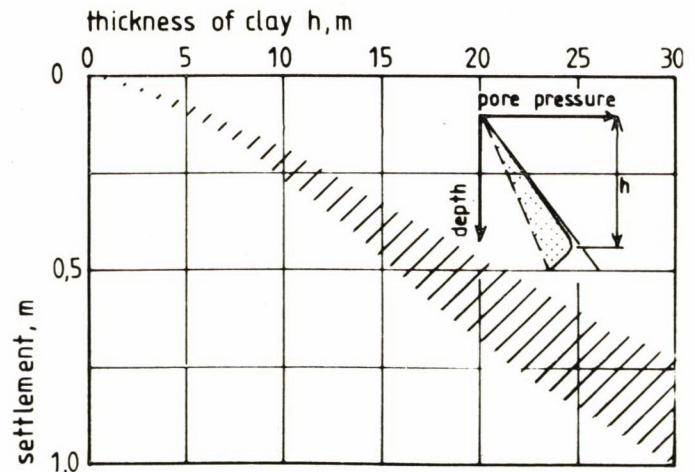 thickness of clay h, m
0 5 10 15 20 25 30
0
pore pressure
h
depth
0,5
settlement, m
1,0